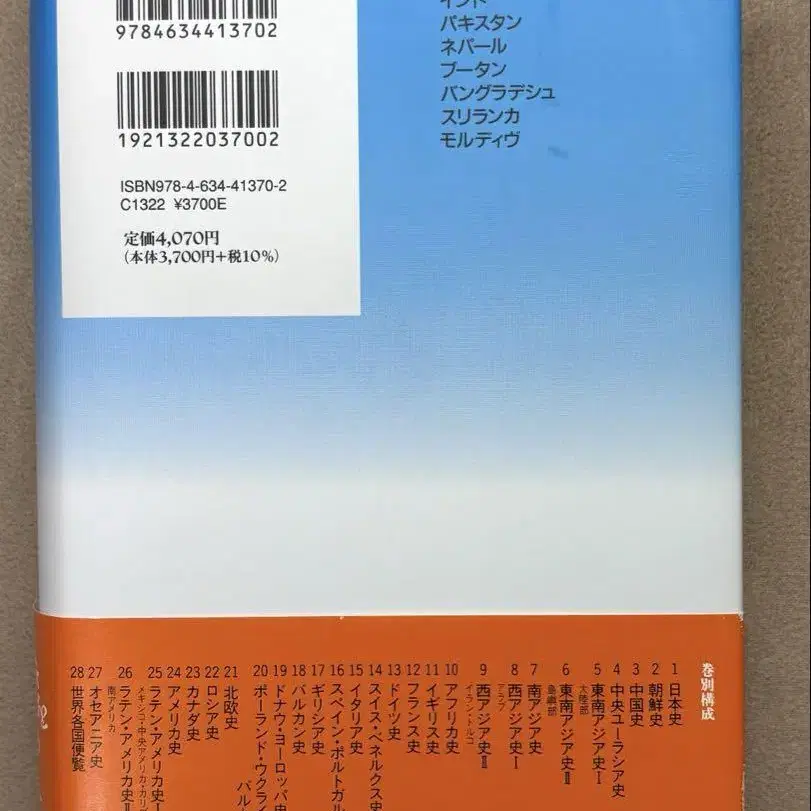 9784634413702
1921322037002
ISBN978-4-634-41370-2
C1322 ¥3700E
定価4,070円
(本体3,700円+税10%)
インド
パキスタン
ネパール
ブータン
バングラデシュ
スリランカ
モルディヴ
巻別構成
1 日本史
2 朝鮮史
3 中国史
4 中央ユーラシア史
5 東南アジア史Ⅰ
大陸部
6 東南アジア史Ⅱ
島嶼部
7 南アジア史
8 西アジア史Ⅰ
アラブ
9 西アジア史Ⅱ
イラン・トルコ
10 アフリカ史
11 イギリス史
12 フランス史
13 ドイツ史
14 スイス・ベネルクス史
15 イタリア史
16 スペイン・ポルトガル
17 ギリシア史
18 バルカン史
19 ドナウ・ヨーロッパ史
20 ポーランド・ウクラ
バル
21 北欧史
22 ロシア史
23 カナダ史
24 アメリカ史
25 ラテン・アメリカ史Ⅰ
メキシコ・中央アメリカ・カリブ
26 ラテン・アメリカ史Ⅱ
南アメリカ
27 オセアニア史
28 世界各国便覧